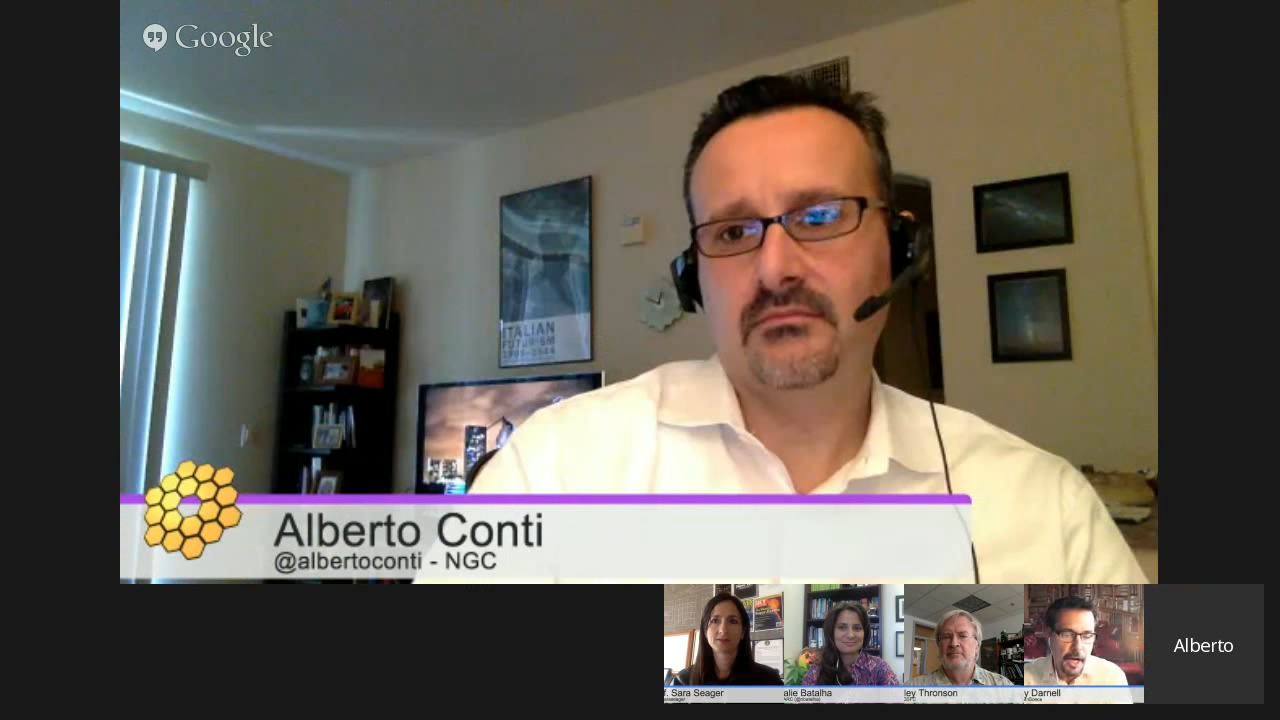 Google
ITALIAN
FUTURISM
Alberto Conti
@albertoconti - NGC
Alberto
f. Sara Seager
alie Batalha
ley Thronson
y Darnell